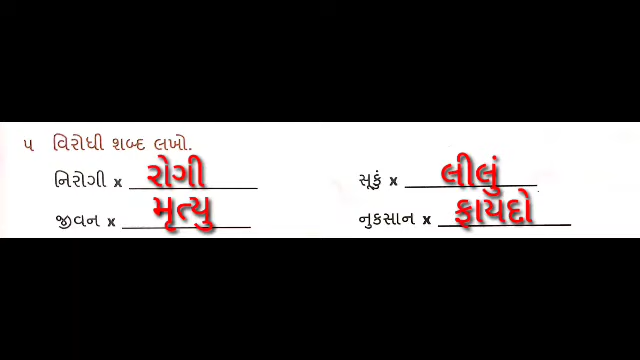 ૫ વિરોધી શબ્દ લખો.
નિરોગી x રોગી સૂકું x લીલું
જીવન x મૃત્યુ નુકસાન x ફાયદો